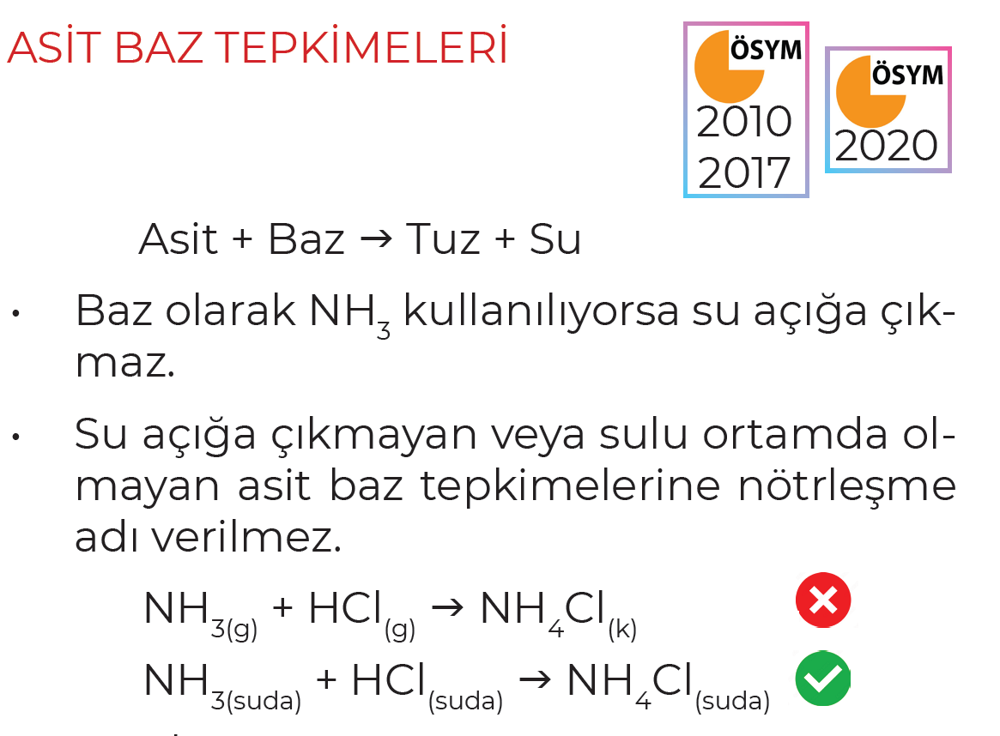 ASİT BAZ TEPKİMELERİ
ÖSYM
2010
2017
ÖSYM
2020
Asit + Baz → Tuz + Su
• Baz olarak NH₃ kullanılıyorsa su açığa çık-
maz.
• Su açığa çıkmayan veya sulu ortamda ol-
mayan asit baz tepkimelerine nötrleşme
adı verilmez.
NH₃(g) + HCl(g) → NH₄Cl(k)
NH₃(suda) + HCl(suda) → NH₄Cl(suda)